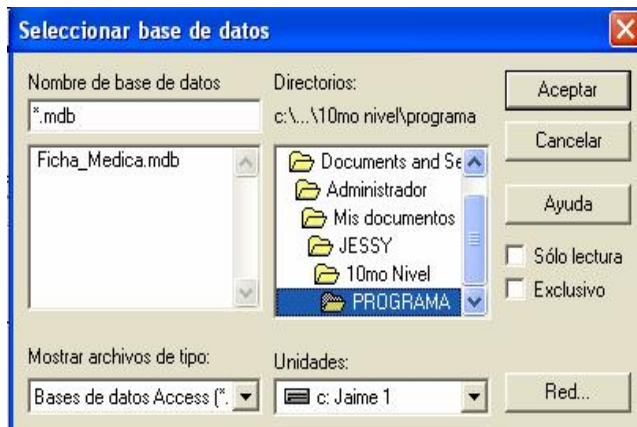 Seleccionar base de datos
Nombre de base de datos
*.mdb
Ficha_Medica.mdb
Directorios:
c:\...\10mo nivel\programa
Documents and Se
Administrador
Mis documentos
JESSY
10mo Nivel
PROGRAMA
Aceptar
Cancelar
Ayuda
Sólo lectura
Exclusivo
Mostrar archivos de tipo:
Bases de datos Access (*.
Unidades:
c: Jaime 1
Red...